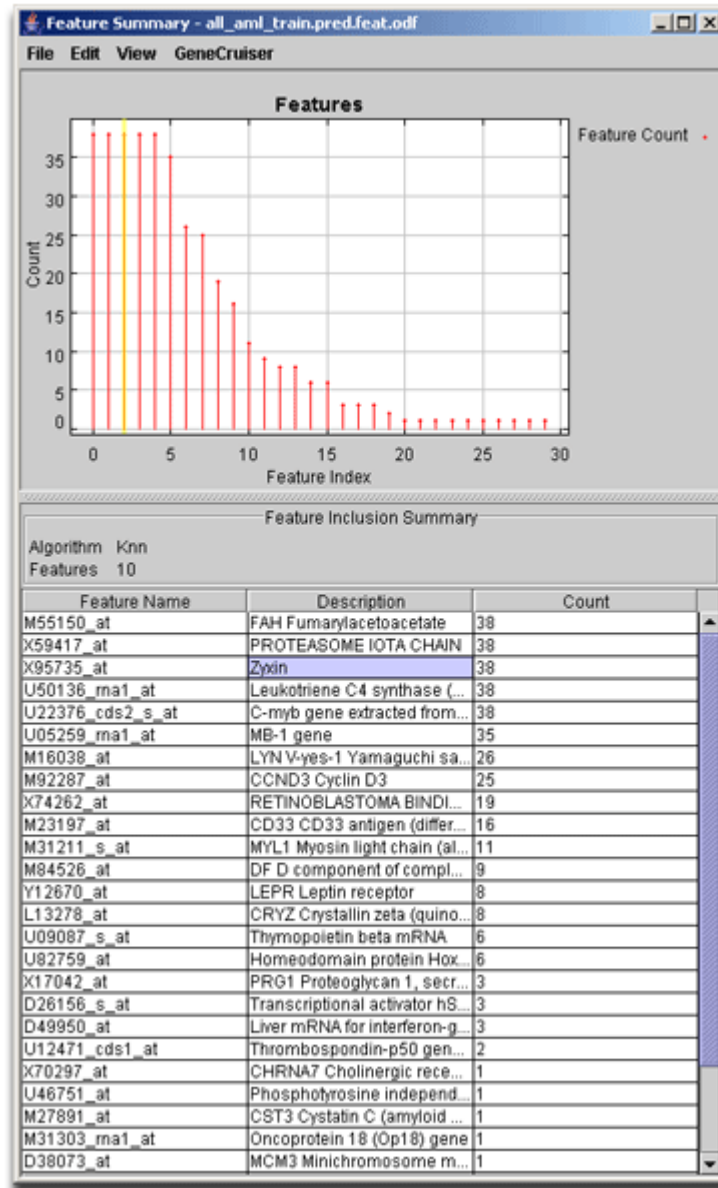 Feature Summary - all_aml_train.pred.feat.odf
File Edit View GeneCruiser
Features
Feature Count
35
30
25
20
15
10
5
0
Count
0 5 10 15 20 25 30
Feature Index
Feature Inclusion Summary
Algorithm Knn
Features 10
Feature Name Description Count
M55150_at FAH Fumarylacetoacetate 38
X59417_at PROTEASOME IOTA CHAIN 38
X95735_at Zyxin 38
U50136_rna1_at Leukotriene C4 synthase (... 38
U22376_cds2_s_at C-myb gene extracted from... 38
U05259_rna1_at MB-1 gene 35
M16038_at LYN V-yes-1 Yamaguchi sa... 26
M92287_at CCND3 Cyclin D3 25
X74262_at RETINOBLASTOMA BINDI... 19
M23197_at CD33 CD33 antigen (differ... 16
M31211_s_at MYL1 Myosin light chain (al... 11
M84526_at DF D component of compl... 9
Y12670_at LEPR Leptin receptor 8
L13278_at CRYZ Crystallin zeta (quino... 8
U09087_s_at Thymopoietin beta mRNA 6
U82759_at Homeodomain protein Hox... 6
X17042_at PRG1 Proteoglycan 1, secr... 3
D26156_s_at Transcriptional activator hS... 3
D49950_at Liver mRNA for interferon-g... 3
U12471_cds1_at Thrombospondin-p50 gen... 2
X70297_at CHRNA7 Cholinergic rece... 1
U46751_at Phosphotyrosine independ... 1
M27891_at CST3 Cystatin C (amyloid ... 1
M31303_rna1_at Oncoprotein 18 (Op18) gene 1
D38073_at MCM3 Minichromosome m... 1